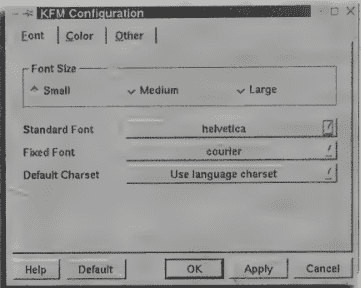 KFM Configuration
Font Color Other
Font Size
Small Medium Large
Standard Font helvetica
Fixed Font courier
Default Charset Use language charset
Help Default OK Apply Cancel